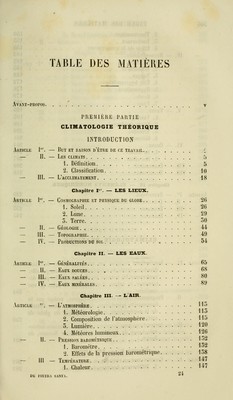 TABLE DES MATIÈRES
AVANT-PROPOS. v
PREMIÈRE PARTIE
CLIMATOLOGIE THÉORIQUE
INTRODUCTION
ARTICLE Ier. — BUT ET RAISON D'ÊTRE DE CE TRAVAIL
— II. — LES CLIMATS. 5
1. Définition. 5
2. Classification. 10
— III. — L'ACCLIMATEMENT. 18
Chapitre Ier. — LES LIEUX.
ARTICLE Ier. — COSMOGRAPHIE ET PHYSIQUE DU GLOBE. 26
1. Soleil. 26
2. Lune. 29
3. Terre. 30
— II. — GÉOLOGIE. 44
— III. — TOPOGRAPHIE. 49
— IV. — PRODUCTIONS DU SOL. 54
Chapitre II. — LES EAUX.
ARTICLE Ier. — GÉNÉRALITÉS. 65
— II. — EAUX DOUCES. 68
— III. — EAUX SALÉES. 80
— IV. — EAUX MINÉRALES. 89
Chapitre III. — L'AIR.
ARTICLE Ier. — L'ATMOSPHÈRE. 115
1. Météorologie. 115
2. Composition de l'atmosphère. 115
3. Lumière. 120
4. Météores lumineux. 126
— II. — PRESSION BAROMÉTRIQUE. 132
1. Baromètre. 132
2. Effets de la pression barométrique. 138
— III — TEMPÉRATURE. 147
1. Chaleur. 147
DE PIETRA SANTA. 24